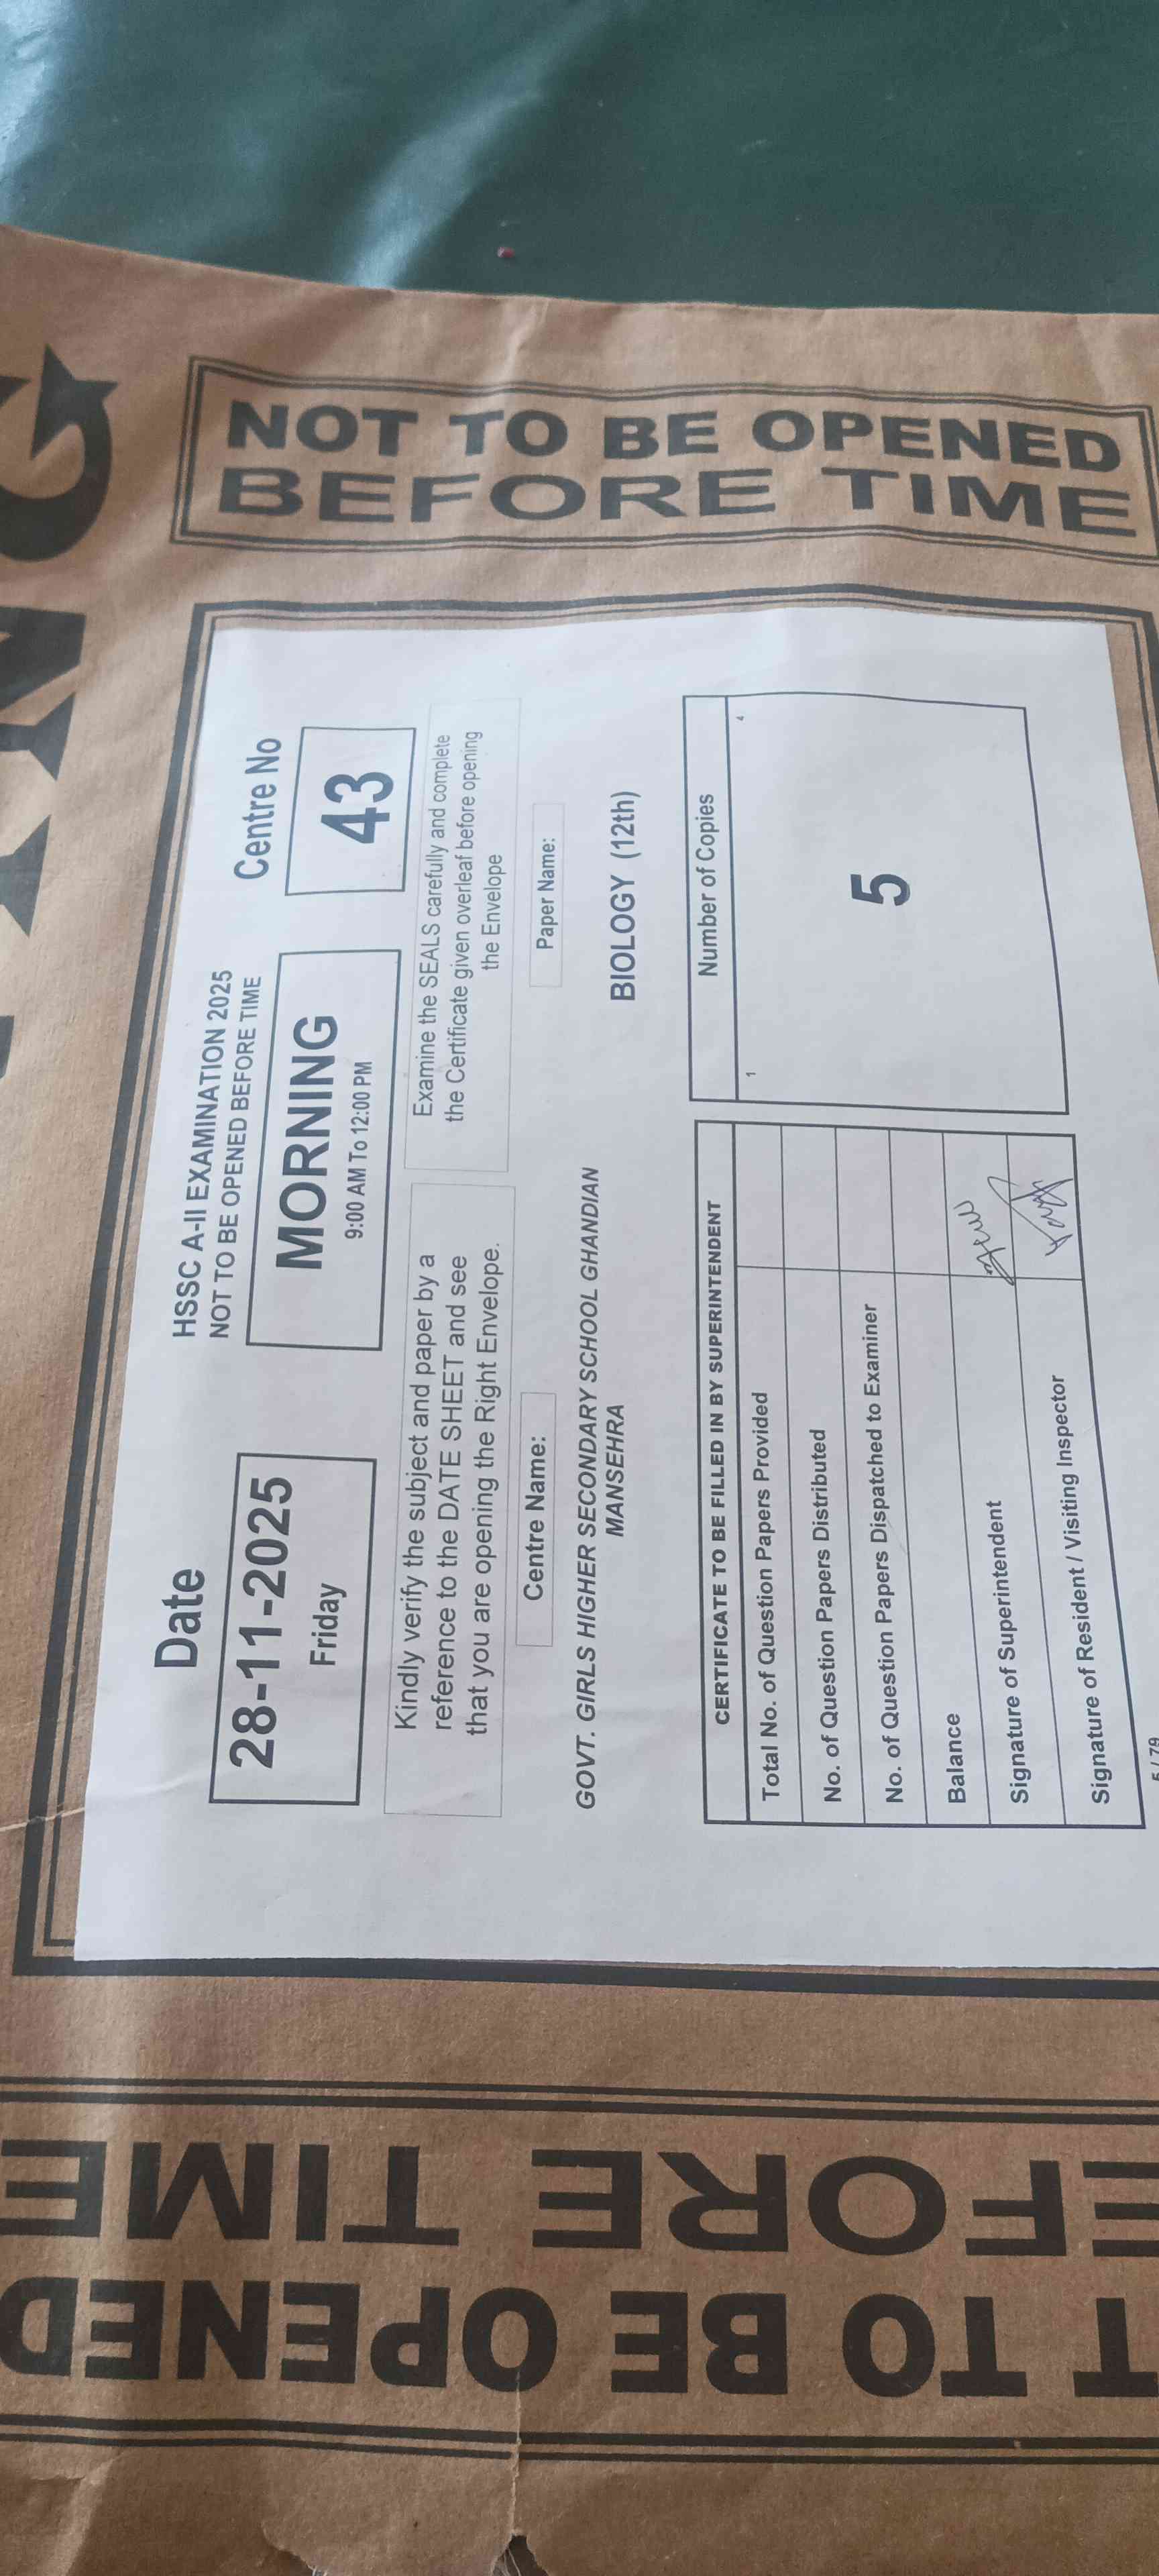 NOT TO BE OPENED
BEFORE TIME
HSSC A-II EXAMINATION 2025
NOT TO BE OPENED BEFORE TIME
Date
28-11-2025
Friday
MORNING
9:00 AM To 12:00 PM
Centre No
43
Kindly verify the subject and paper by a
reference to the DATE SHEET and see
that you are opening the Right Envelope.
Examine the SEALS carefully and complete
the Certificate given overleaf before opening
the Envelope
Centre Name:
Paper Name:
GOVT. GIRLS HIGHER SECONDARY SCHOOL GHANDIAN
MANSEHRA
BIOLOGY (12th)
CERTIFICATE TO BE FILLED IN BY SUPERINTENDENT
Total No. of Question Papers Provided
No. of Question Papers Distributed
No. of Question Papers Dispatched to Examiner
Balance
Signature of Superintendent
Signature of Resident / Visiting Inspector
Number of Copies
1
4
5
5 / 79
T TO BE OPENED
EFORE TIME